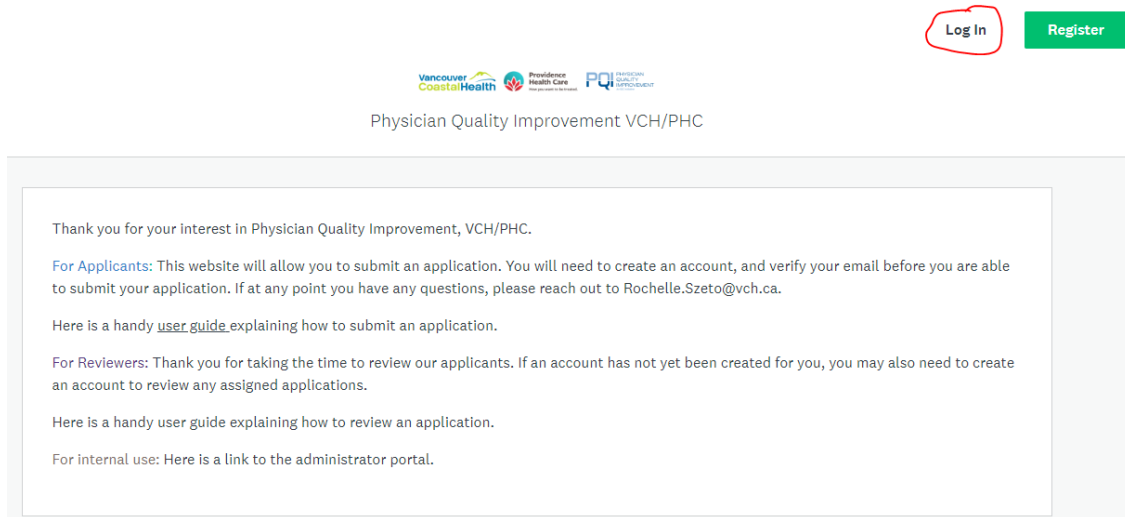 Log In
Register
Vancouver
CoastalHealth
Providence
Health Care
How you want to be treated.
PQI
PHYSICIAN
QUALITY
IMPROVEMENT
Physician Quality Improvement VCH/PHC
Thank you for your interest in Physician Quality Improvement, VCH/PHC.
For Applicants: This website will allow you to submit an application. You will need to create an account, and verify your email before you are able
to submit your application. If at any point you have any questions, please reach out to Rochelle.Szeto@vch.ca.
Here is a handy user guide explaining how to submit an application.
For Reviewers: Thank you for taking the time to review our applicants. If an account has not yet been created for you, you may also need to create
an account to review any assigned applications.
Here is a handy user guide explaining how to review an application.
For internal use: Here is a link to the administrator portal.